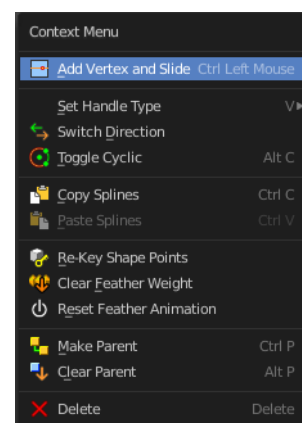 Context Menu
Add Vertex and Slide Ctrl Left Mouse
Set Handle Type V
Switch Direction
Toggle Cyclic Alt C
Copy Splines Ctrl C
Paste Splines Ctrl V
Re-Key Shape Points
Clear Feather Weight
Reset Feather Animation
Make Parent Ctrl P
Clear Parent Alt P
Delete Delete